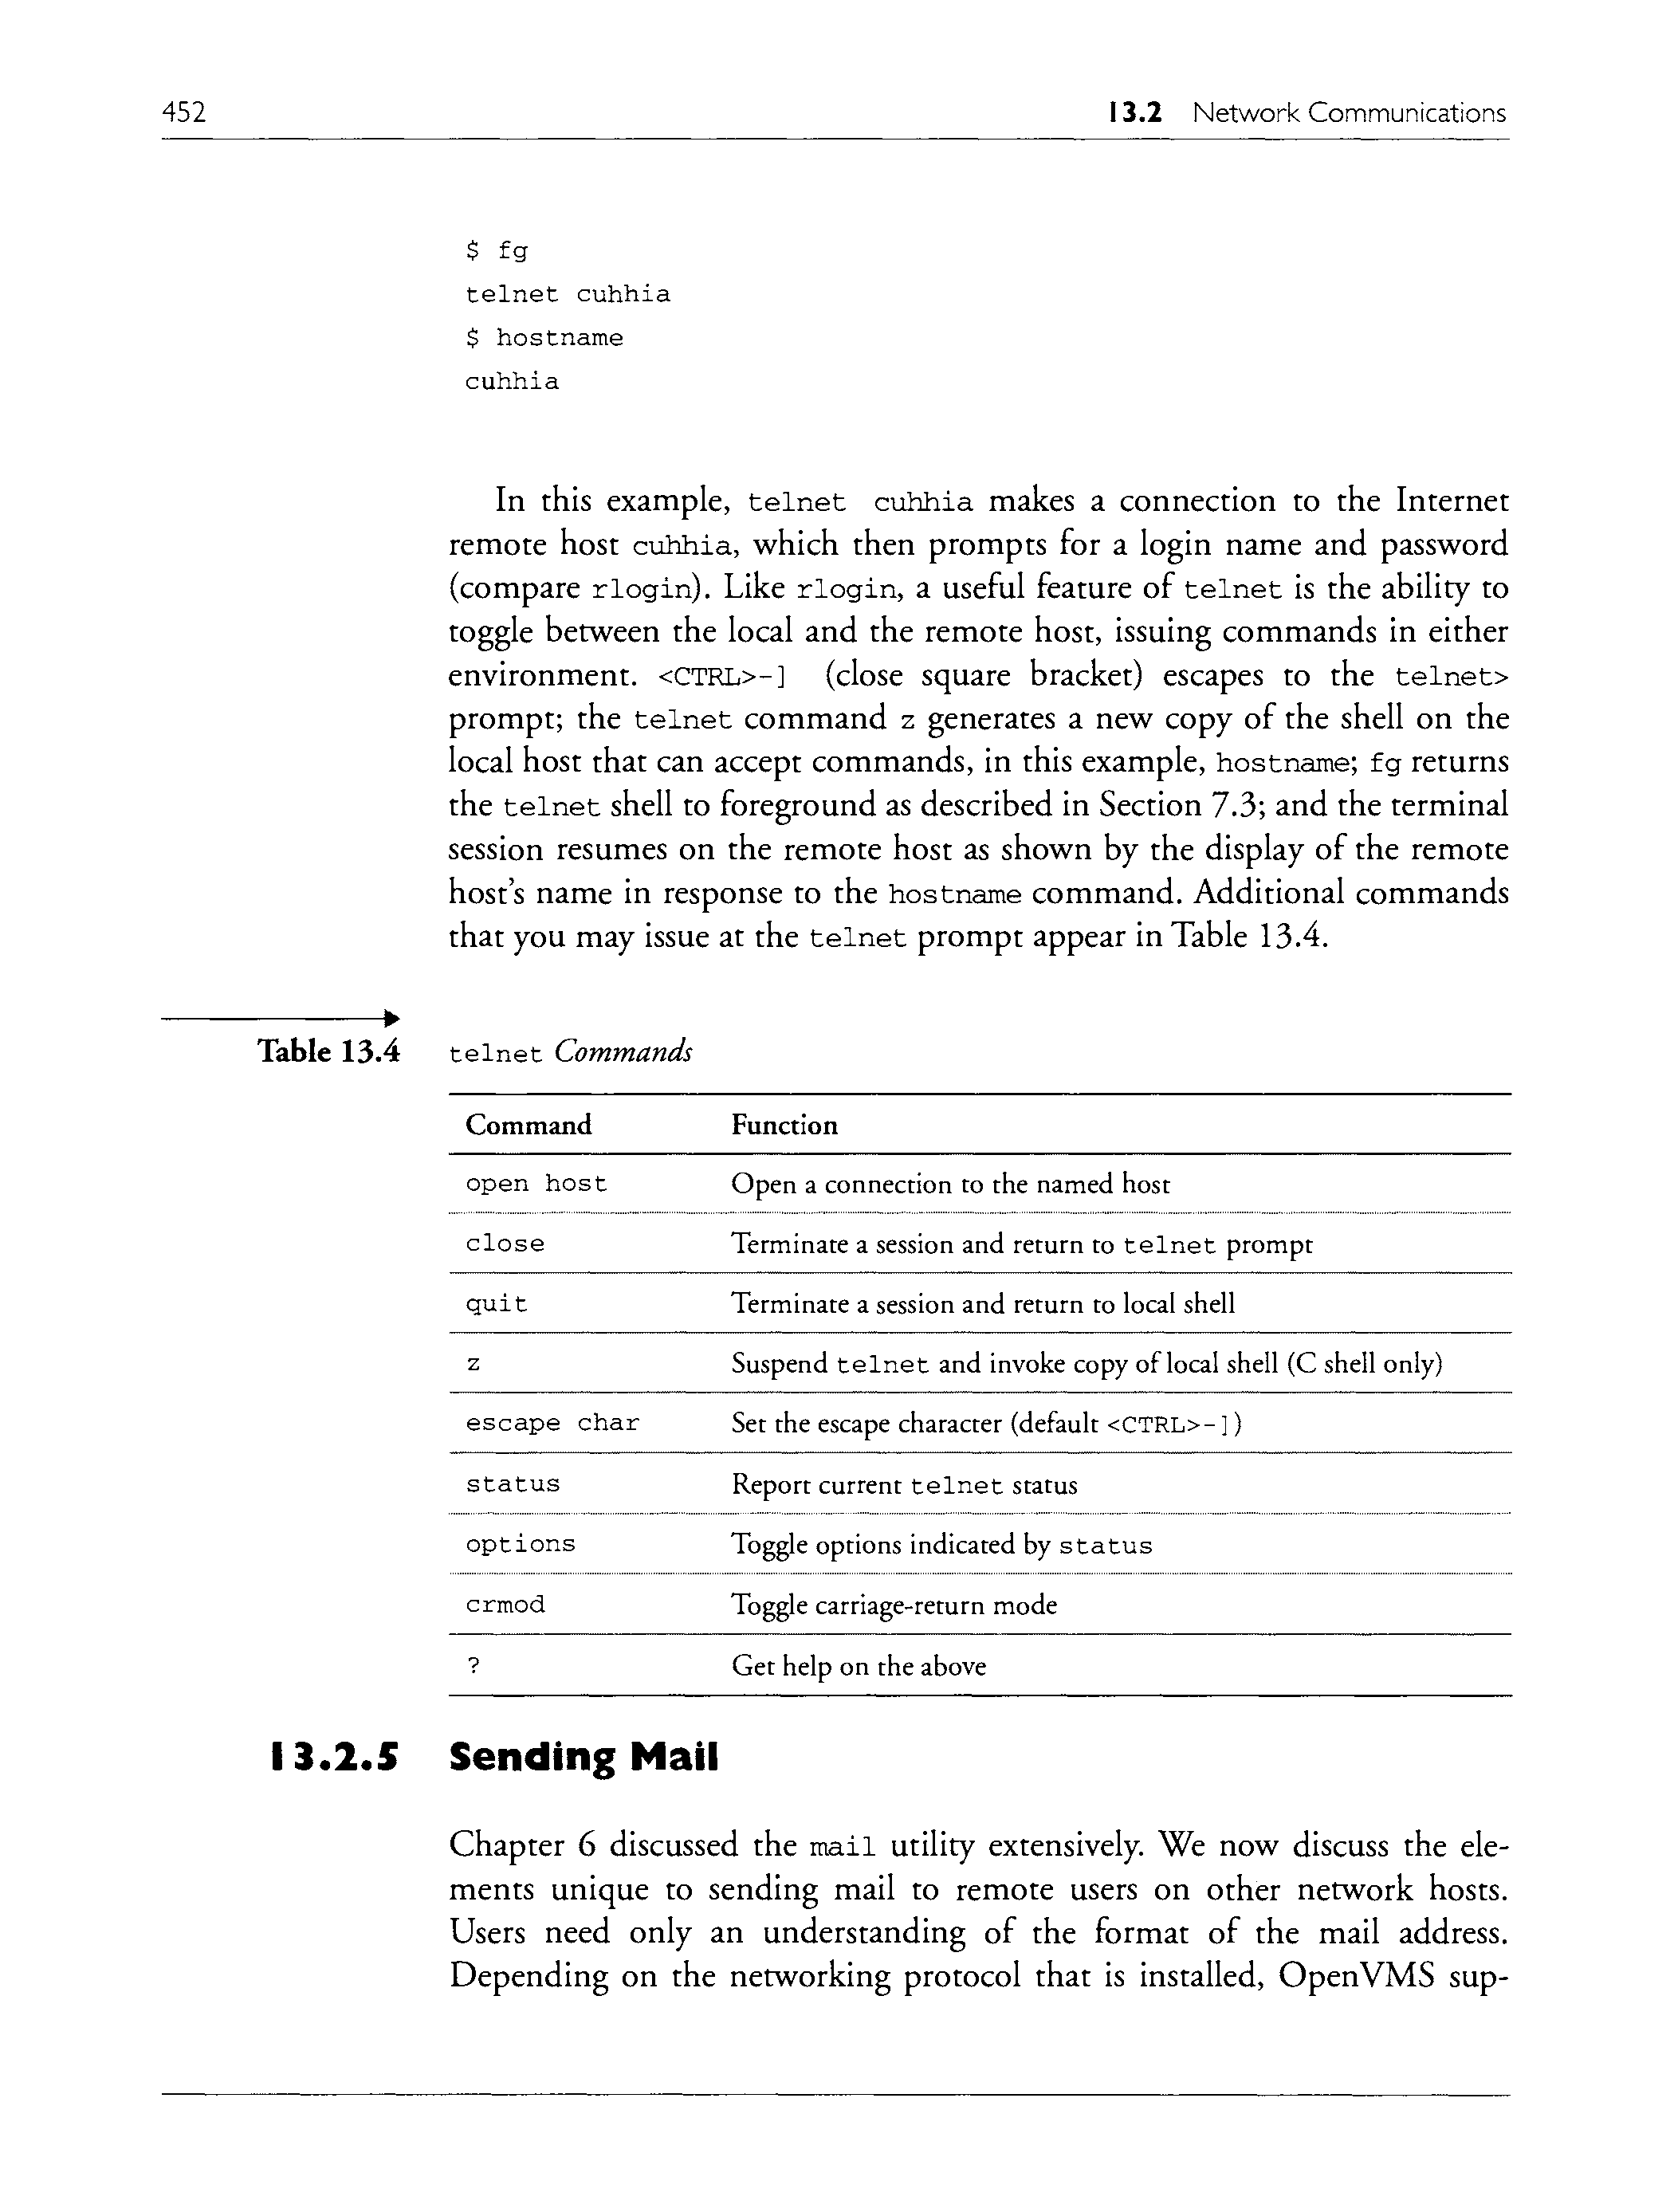 452 13.2 Network Communications
$ fg
telnet cuhhia
$ hostname
cuhhia
In this example, telnet cuhhia makes a connection to the Internet
remote host cuhhia, which then prompts for a login name and password
(compare rlogin). Like rlogin, a useful feature of telnet is the ability to
toggle between the local and the remote host, issuing commands in either
environment. <CTRL>-] (close square bracket) escapes to the telnet>
prompt; the telnet command z generates a new copy of the shell on the
local host that can accept commands, in this example, hostname; fg returns
the telnet shell to foreground as described in Section 7.3; and the terminal
session resumes on the remote host as shown by the display of the remote
host's name in response to the hostname command. Additional commands
that you may issue at the telnet prompt appear in Table 13.4.
Table 13.4 telnet Commands
Command Function
open host Open a connection to the named host
close Terminate a session and return to telnet prompt
quit Terminate a session and return to local shell
z Suspend telnet and invoke copy of local shell (C shell only)
escape char Set the escape character (default <CTRL>-])
status Report current telnet status
options Toggle options indicated by status
crmod Toggle carriage-return mode
? Get help on the above
13.2.5 Sending Mail
Chapter 6 discussed the mail utility extensively. We now discuss the ele-
ments unique to sending mail to remote users on other network hosts.
Users need only an understanding of the format of the mail address.
Depending on the networking protocol that is installed, OpenVMS sup-